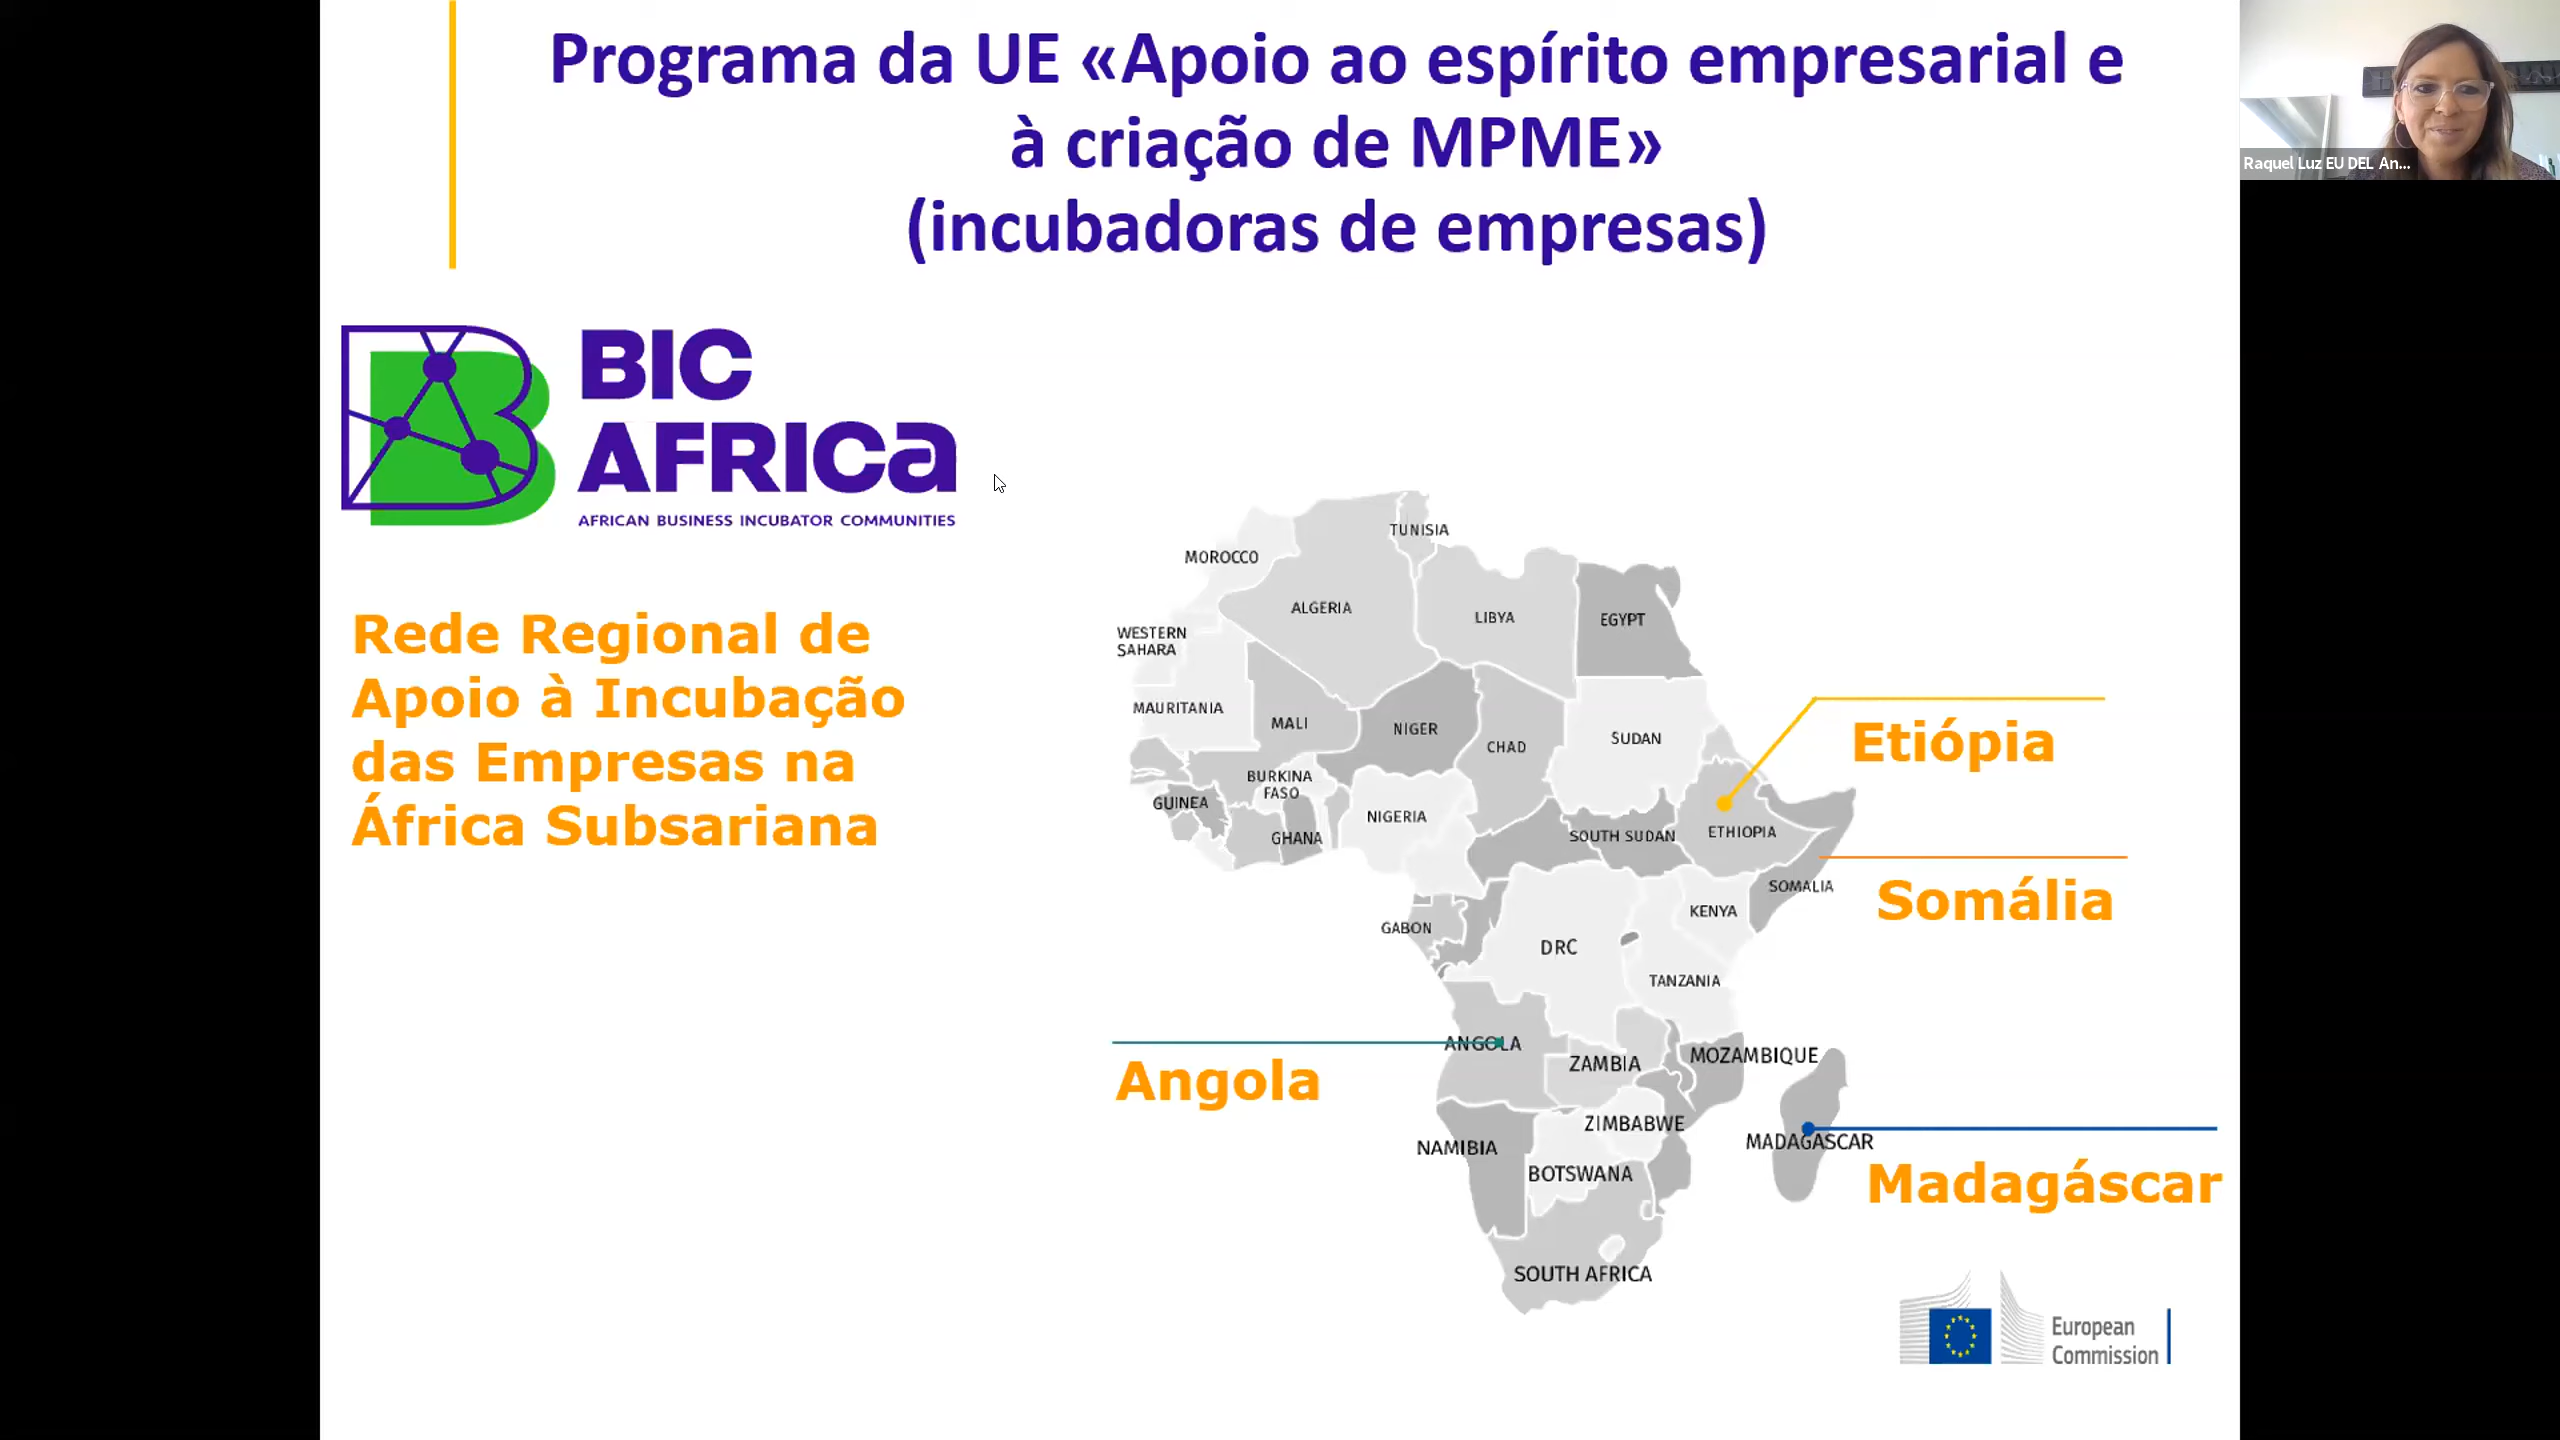 Programa da UE «Apoio ao espírito empresarial e
à criação de MPME»
(incubadoras de empresas)
Raquel Luz EU DEL An...
BIC
AFRICa
AFRICAN BUSINESS INCUBATOR COMMUNITIES
Rede Regional de
Apoio à Incubação
das Empresas na
África Subsariana
TUNISIA
MOROCCO
ALGERIA
LIBYA
EGYPT
WESTERN
SAHARA
MAURITANIA
MALI
NIGER
CHAD
SUDAN
Etiópia
BURKINA
FASO
GUINEA
NIGERIA
GHANA
SOUTH SUDAN
ETHIOPIA
SOMALIA
Somália
KENYA
GABON
DRC
TANZANIA
ANGOLA
Angola
ZAMBIA
MOZAMBIQUE
ZIMBABWE
NAMIBIA
BOTSWANA
MADAGASCAR
Madagáscar
SOUTH AFRICA
European
Commission